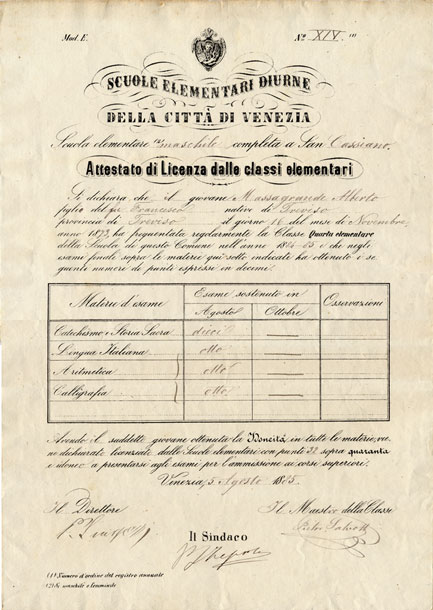 Mod. E.
N.º XIV (1)
SCUOLE ELEMENTARI DIURNE
DELLA CITTÀ DI VENEZIA
Scuola elementare (2) maschile completa a San Cassiano.
Attestato di Licenza dalle classi elementari
Si dichiara che il giovane Massagrande Alberto
figlio del fu Francesco nativo di Treviso
provincia di Treviso il giorno 16 del mese di Novembre
anno 1873, ha frequentata regolarmente la Classe Quarta elementare
della Scuola di questo Comune nell'anno 1884-85 e che negli
esami finali sopra le materie qui sotto indicate ha ottenuto i se
guenti numeri di punti espressi in decimi.
Materie d'esame
Esame sostenuto in
Osservazioni
Agosto
Ottobre
Catechismo e Storia Sacra dieci
Lingua Italiana otto
Aritmetica otto
Calligrafia otto
Avendo il suddetto giovane ottenuta la Idoneità in tutte le materie, vie
ne dichiarato licenziato dalle Scuole elementari con punti 32 sopra quaranta
e idoneo a presentarsi agli esami per l'ammissione ai corsi superiori.
Venezia, 5 Agosto 1885.
Il Direttore
Il Maestro della Classe
Il Sindaco
(1) Numero d'ordine del registro annuale
(2) Se maschile o femminile